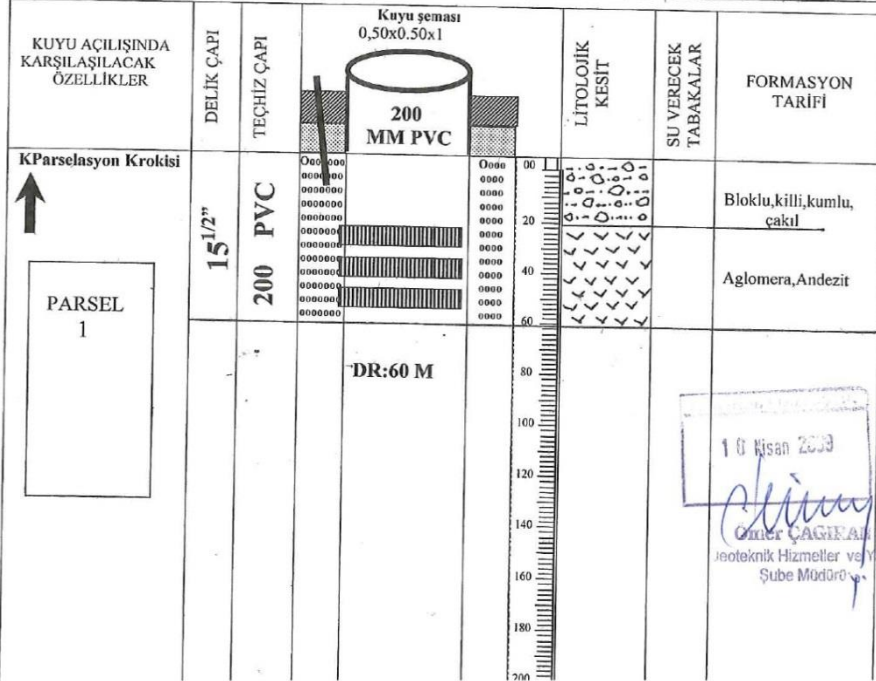 KUYU AÇILIŞINDA
KARŞILAŞILACAK
ÖZELLİKLER
DELİK ÇAPI
TEÇHİZ ÇAPI
Kuyu şeması
0,50x0.50x1
200
MM PVC
LİTOLOJİK
KESİT
SU VERECEK
TABAKALAR
FORMASYON
TARİFİ
KParselasyon Krokisi
PARSEL
1
15 1/2”
200 PVC
DR:60 M
00
20
40
60
80
100
120
140
160
180
200
Bloklu,killi,kumlu,
çakıl
Aglomera,Andezit
Nisan
Ömer ÇAĞIRAN
Jeoteknik Hizmetler ve
Şube Müdürü